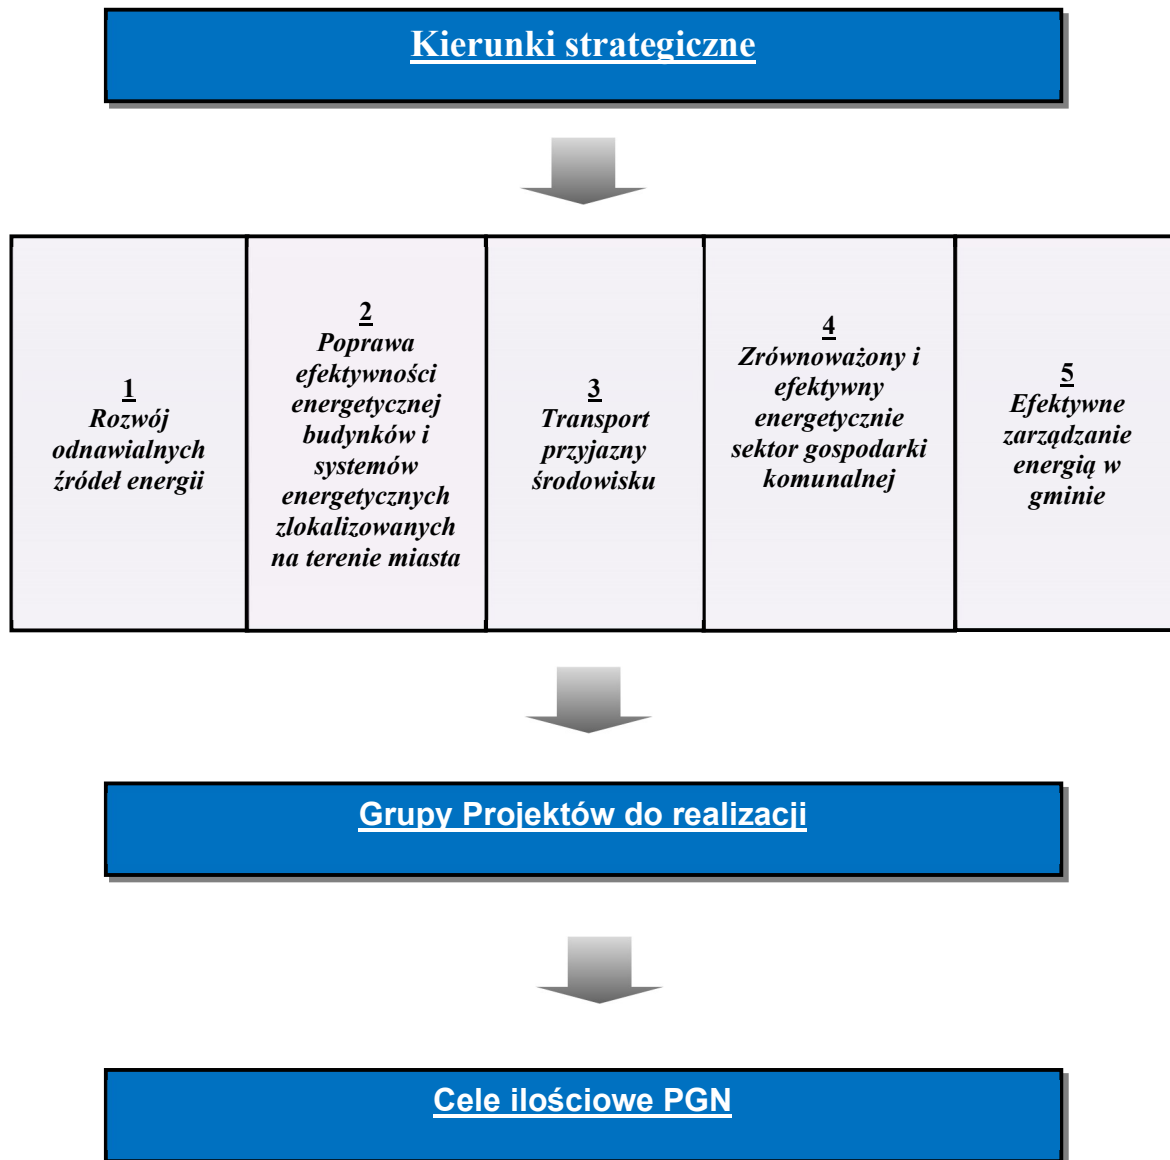 Kierunki strategiczne
1
Rozwój
odnawialnych
źródeł energii
2
Poprawa
efektywności
energetycznej
budynków i
systemów
energetycznych
zlokalizowanych
na terenie miasta
3
Transport
przyjazny
środowisku
4
Zrównoważony i
efektywny
energetycznie
sektor gospodarki
komunalnej
5
Efektywne
zarządzanie
energią w
gminie
Grupy Projektów do realizacji
Cele ilościowe PGN